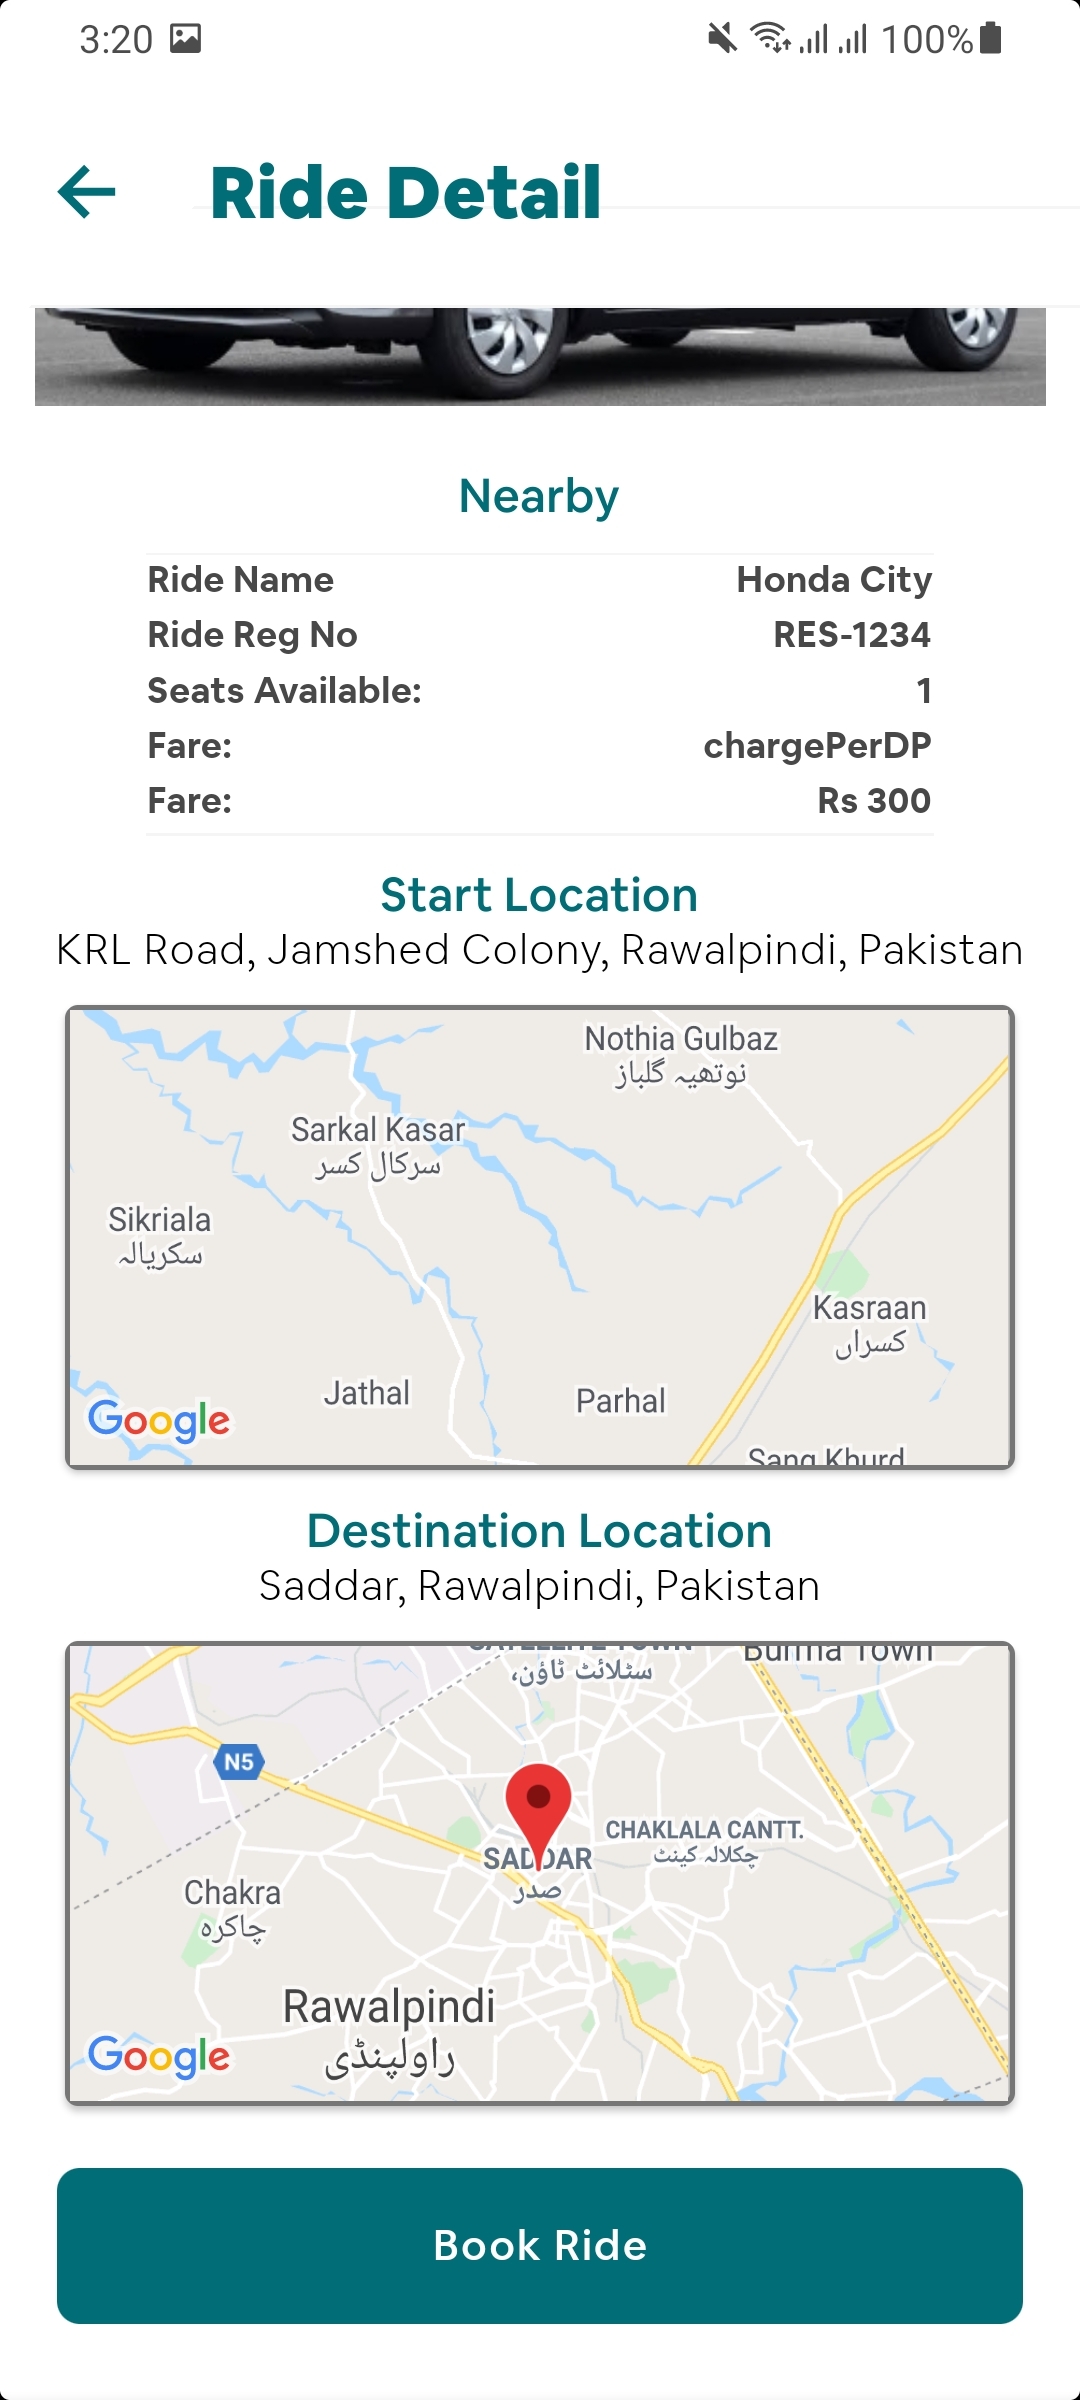 3:20 100%
Ride Detail
Nearby
Ride Name Honda City
Ride Reg No RES-1234
Seats Available: 1
Fare: chargePerDP
Fare: Rs 300
Start Location
KRL Road, Jamshed Colony, Rawalpindi, Pakistan
Nothia Gulbaz
نوتھیہ گلباز
Sarkal Kasar
سرکال کسر
Sikriala
سکریالہ
Kasraan
کسراں
Jathal
Parhal
Google
Sang Khurd
Destination Location
Saddar, Rawalpindi, Pakistan
SATELLITE TOWN
سٹلائٹ ٹاؤن،
Burma Town
N5
CHAKLALA CANTT.
چکلالہ کینٹ
SADDAR
صدر
Chakra
چاکرہ
Rawalpindi
راولپنڈی
Google
Book Ride